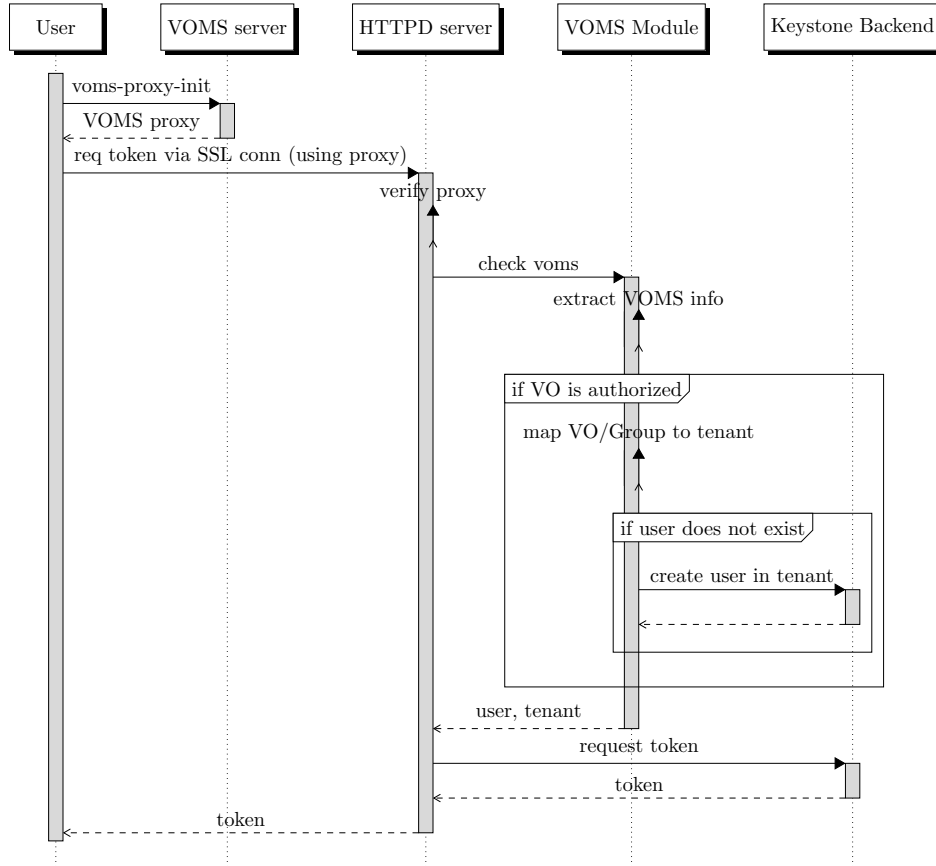 User
VOMS server
HTTPD server
VOMS Module
Keystone Backend
voms-proxy-init
VOMS proxy
req token via SSL conn (using proxy)
verify proxy
check voms
extract VOMS info
if VO is authorized
map VO/Group to tenant
if user does not exist
create user in tenant
user, tenant
request token
token
token